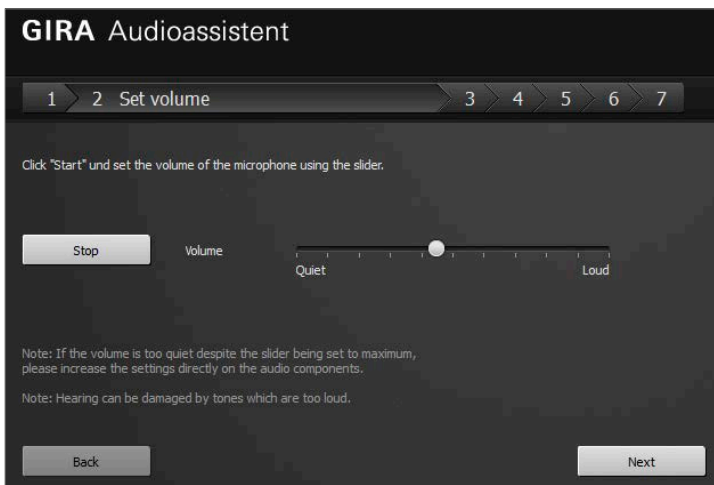 GIRA Audioassistent
1 2 Set volume 3 4 5 6 7
Click "Start" und set the volume of the microphone using the slider.
Stop Volume
Quiet Loud
Note: If the volume is too quiet despite the slider being set to maximum,
please increase the settings directly on the audio components.
Note: Hearing can be damaged by tones which are too loud.
Back Next